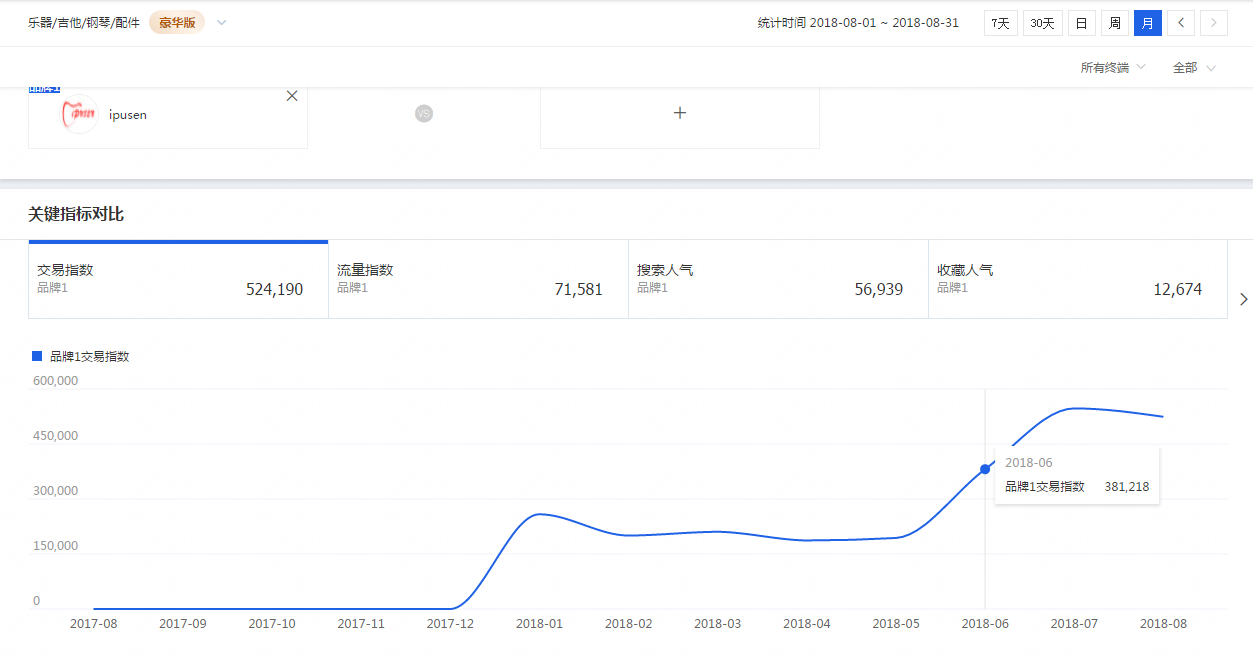 乐器/吉他/钢琴/配件 豪华版 统计时间 2018-08-01 ~ 2018-08-31 7天 30天 日 周 月
所有终端 全部
品牌1
ipusen ipusen VS +
关键指标对比
交易指数 流量指数 搜索人气 收藏人气
品牌1 524,190 品牌1 71,581 品牌1 56,939 品牌1 12,674
品牌1交易指数
600,000
450,000
2018-06
品牌1交易指数 381,218
300,000
150,000
0
2017-08 2017-09 2017-10 2017-11 2017-12 2018-01 2018-02 2018-03 2018-04 2018-05 2018-06 2018-07 2018-08